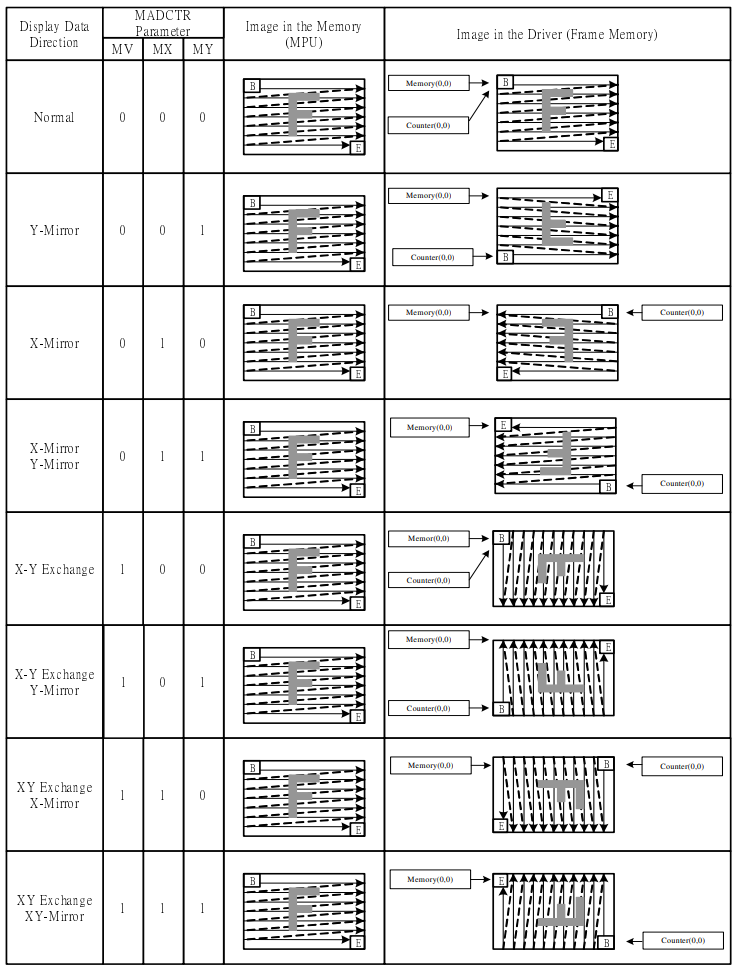 Display Data
Direction
MADCTR
Parameter
MV MX MY
Image in the Memory
(MPU)
Image in the Driver (Frame Memory)
Normal
0 0 0
B
E
Memory(0,0)
Counter(0,0)
B
E
Y-Mirror
0 0 1
B
E
Memory(0,0)
Counter(0,0)
E
B
X-Mirror
0 1 0
B
E
Memory(0,0)
B
E
Counter(0,0)
X-Mirror
Y-Mirror
0 1 1
B
E
Memory(0,0)
E
B
Counter(0,0)
X-Y Exchange
1 0 0
B
E
Memor(0,0)
Counter(0,0)
B
E
X-Y Exchange
Y-Mirror
1 0 1
B
E
Memory(0,0)
Counter(0,0)
E
B
XY Exchange
X-Mirror
1 1 0
B
E
Memory(0,0)
B
E
Counter(0,0)
XY Exchange
XY-Mirror
1 1 1
B
E
Memory(0,0)
E
B
Counter(0,0)